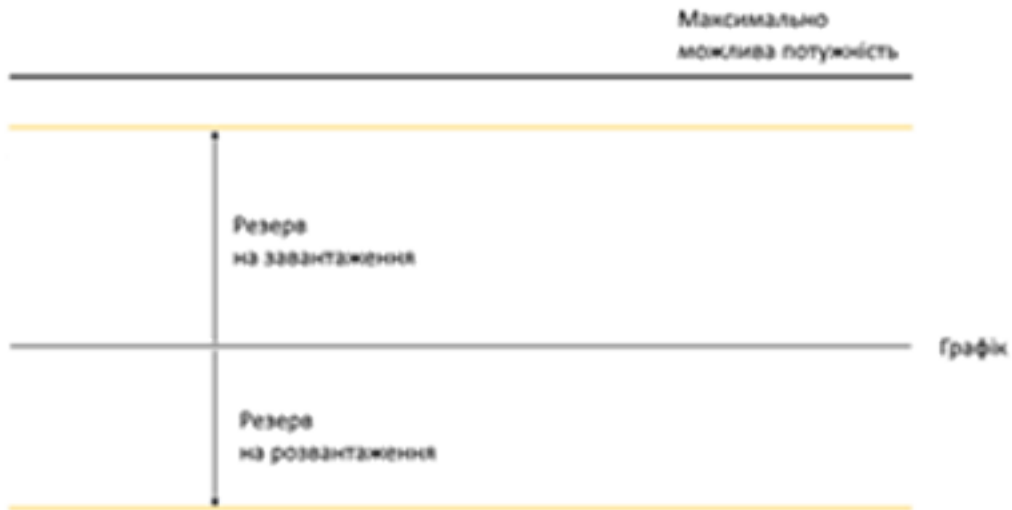 Максимально
можлива потужність
Резерв
на завантаження
Графік
Резерв
на розвантаження